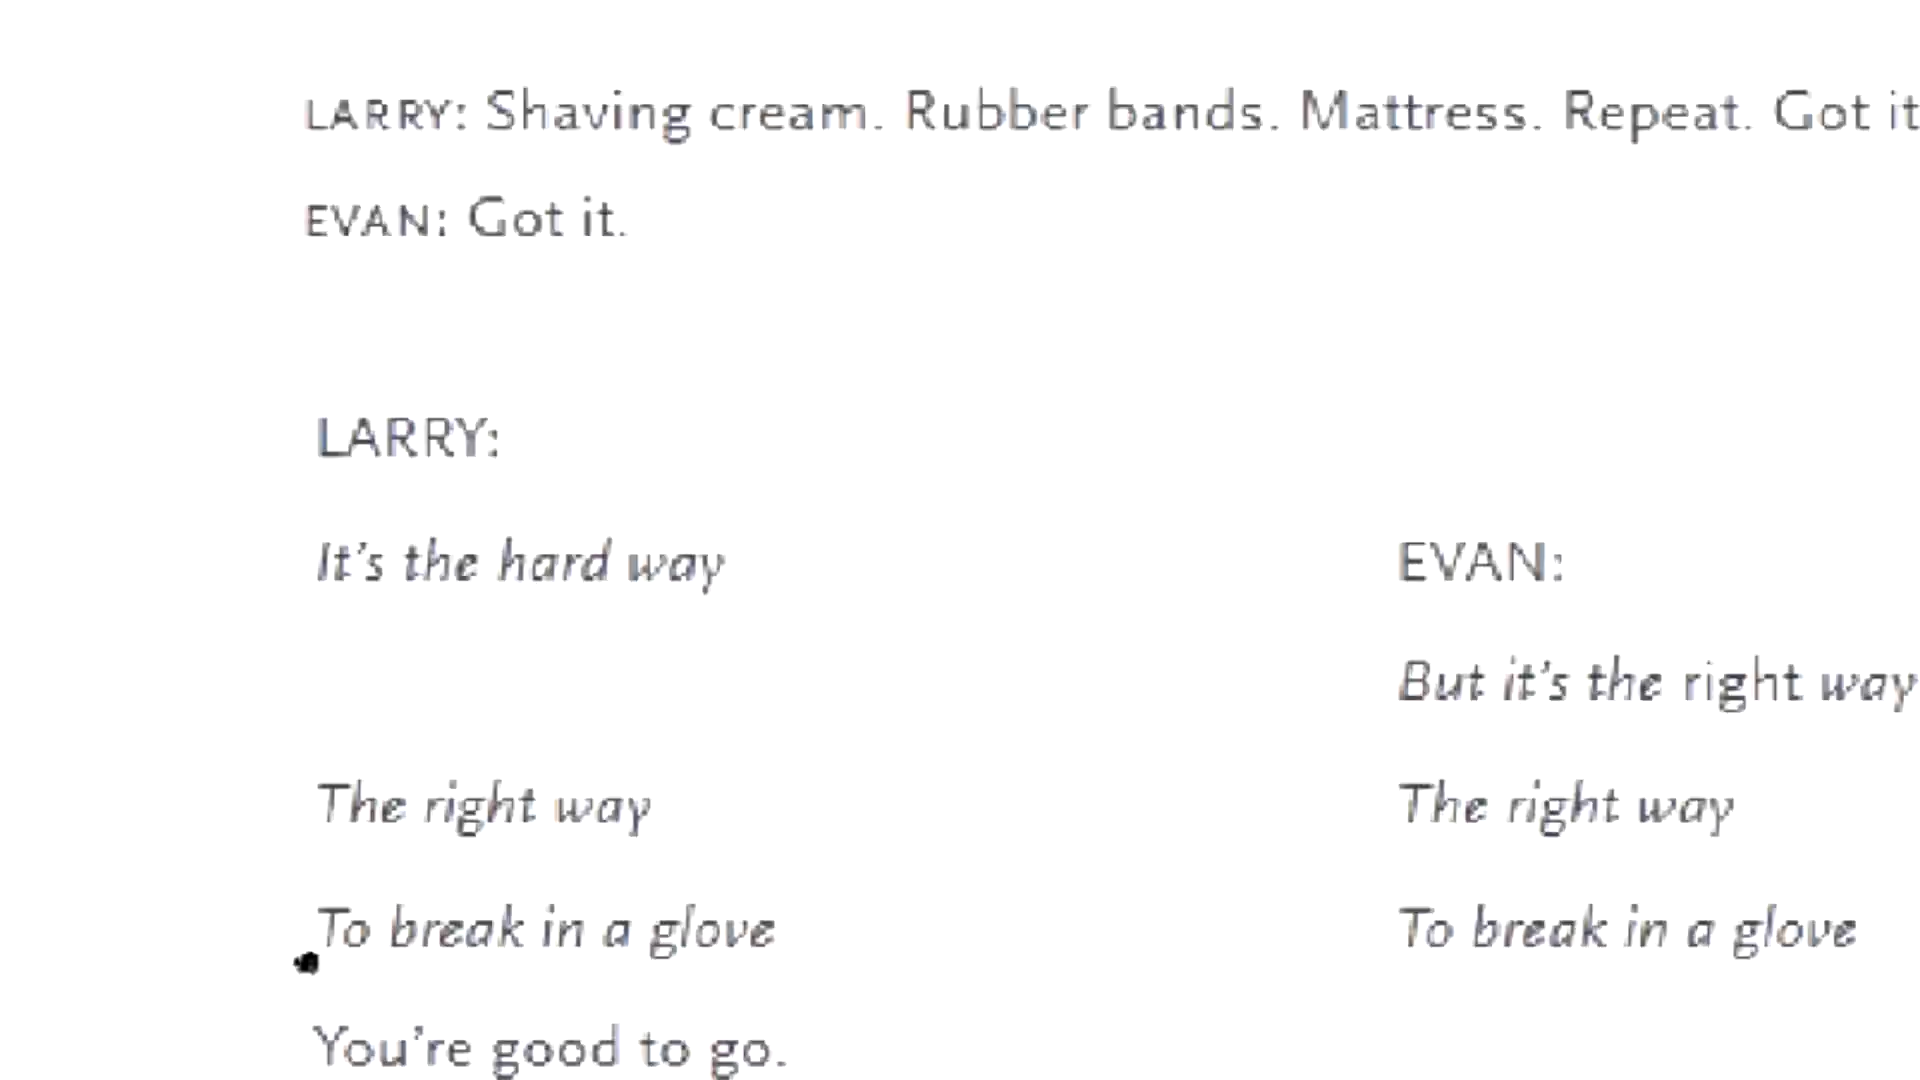 LARRY: Shaving cream. Rubber bands. Mattress. Repeat. Got it
EVAN: Got it.
LARRY:
It's the hard way
EVAN:
But it's the right way
The right way
The right way
To break in a glove
To break in a glove
You're good to go.